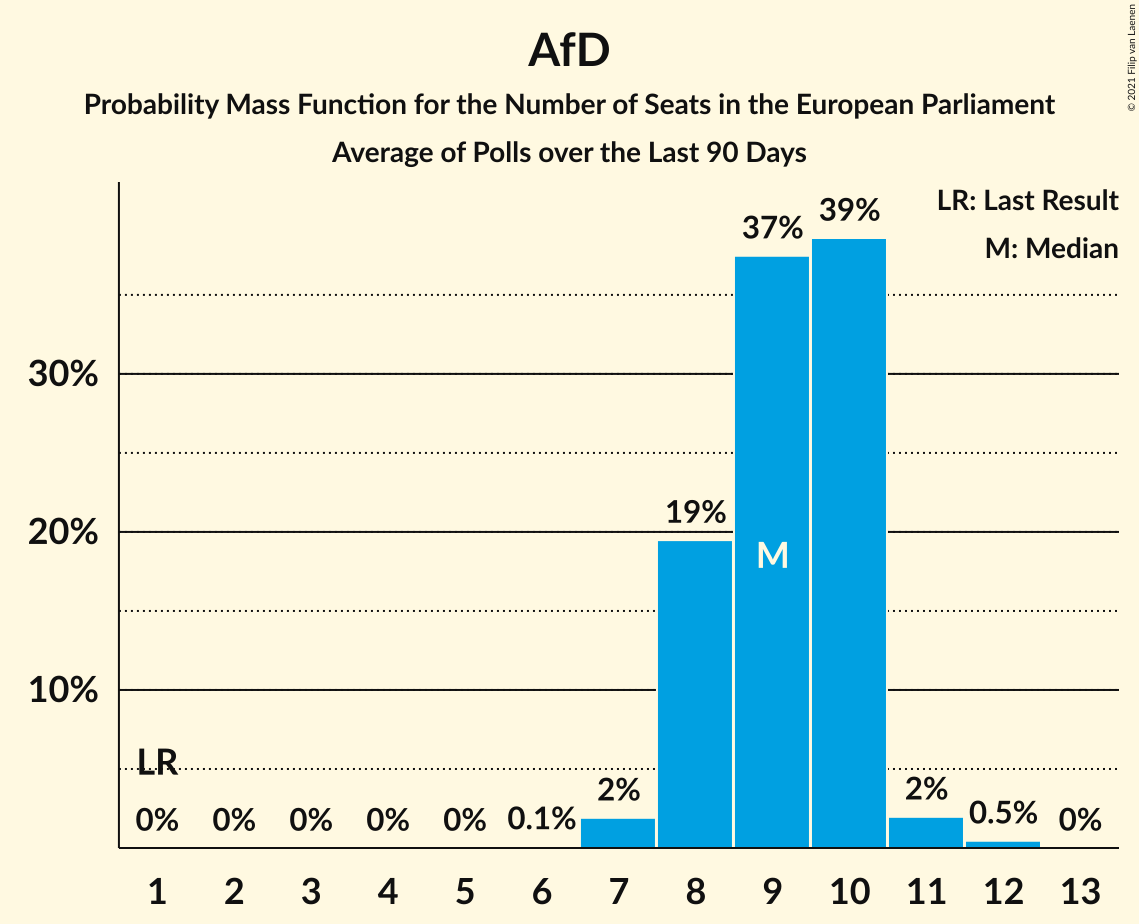 AfD
Probability Mass Function for the Number of Seats in the European Parliament
Average of Polls over the Last 90 Days
© 2021 Filip van Laenen
LR: Last Result
M: Median
39%
37%
30%
19%
20%
M
10%
LR
0% 0% 0% 0% 0% 0.1% 2% 2% 0.5% 0%
1 2 3 4 5 6 7 8 9 10 11 12 13